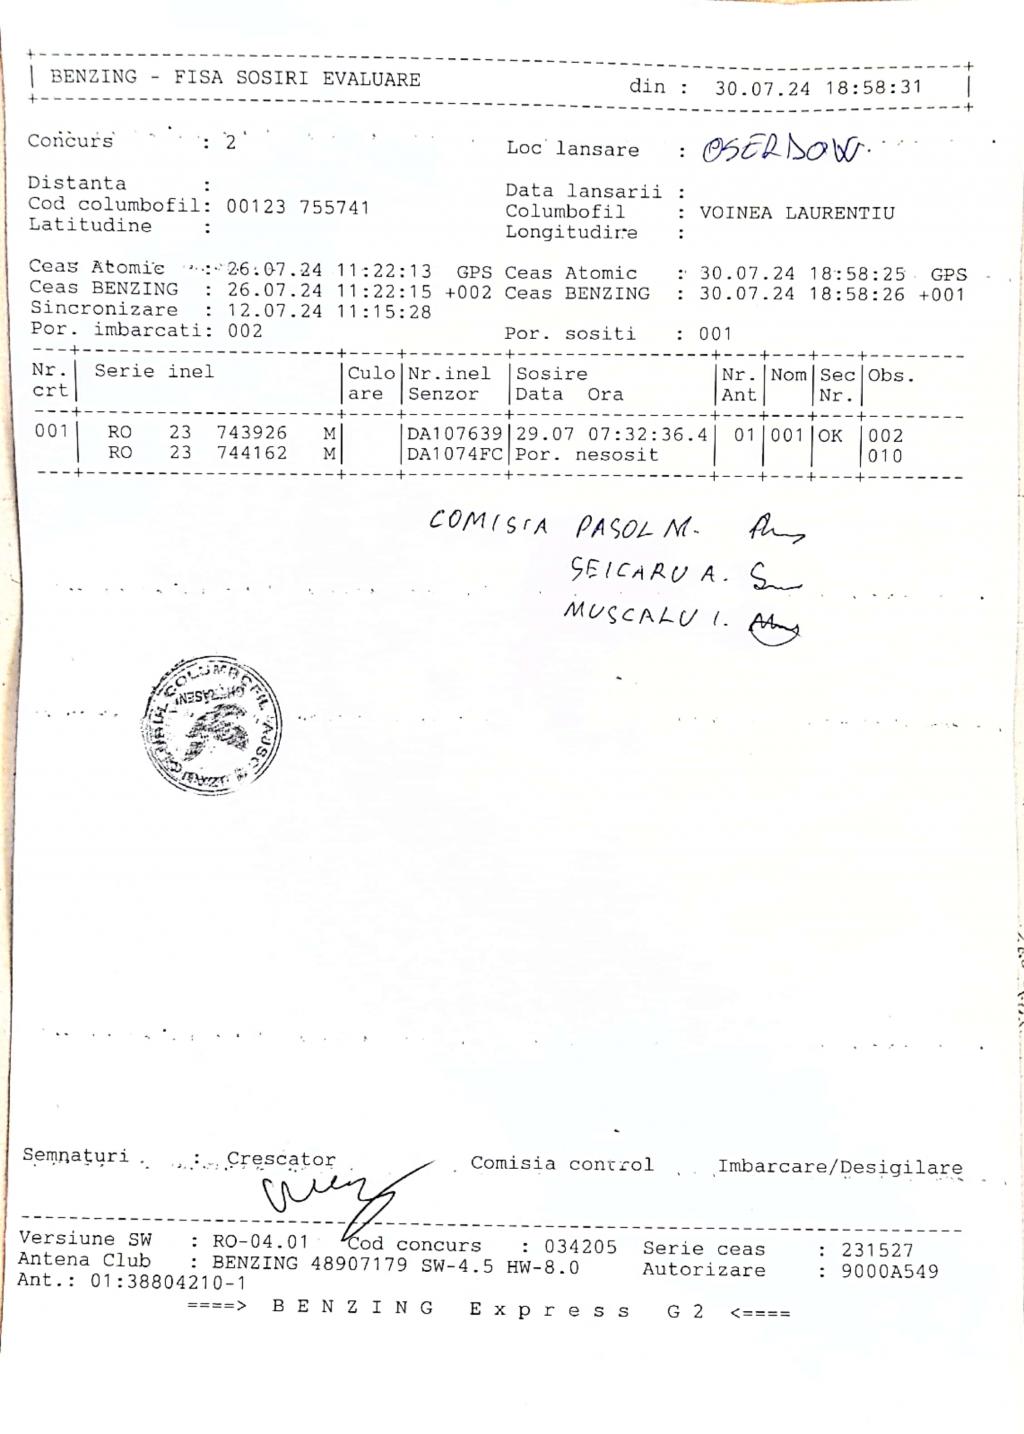 BENZING - FISA SOSIRI EVALUARE din : 30.07.24 18:58:31
Concurs : 2 Loc lansare : OSERDOW
Distanta : Data lansarii :
Cod columbofil: 00123 755741 Columbofil : VOINEA LAURENTIU
Latitudine : Longitudire :
Ceas Atomic : 26.07.24 11:22:13 GPS Ceas Atomic : 30.07.24 18:58:25 GPS
Ceas BENZING : 26.07.24 11:22:15 +002 Ceas BENZING : 30.07.24 18:58:26 +001
Sincronizare : 12.07.24 11:15:28
Por. imbarcati: 002 Por. sositi : 001
Nr. Serie inel Culo Nr.inel Sosire Nr. Nom Sec Obs.
crt are Senzor Data Ora Ant Nr.
001 RO 23 743926 M DA107639 29.07 07:32:36.4 01 001 OK 002
RO 23 744162 M DA1074FC Por. nesosit 010
COMISIA PASOL M.
SEICARU A.
MUSCALU I.
Semnaturi : Crescator Comisia control Imbarcare/Desigilare
Versiune SW : RO-04.01 Cod concurs : 034205 Serie ceas : 231527
Antena Club : BENZING 48907179 SW-4.5 HW-8.0 Autorizare : 9000A549
Ant.: 01:38804210-1
====> B E N Z I N G E x p r e s s G 2 <====